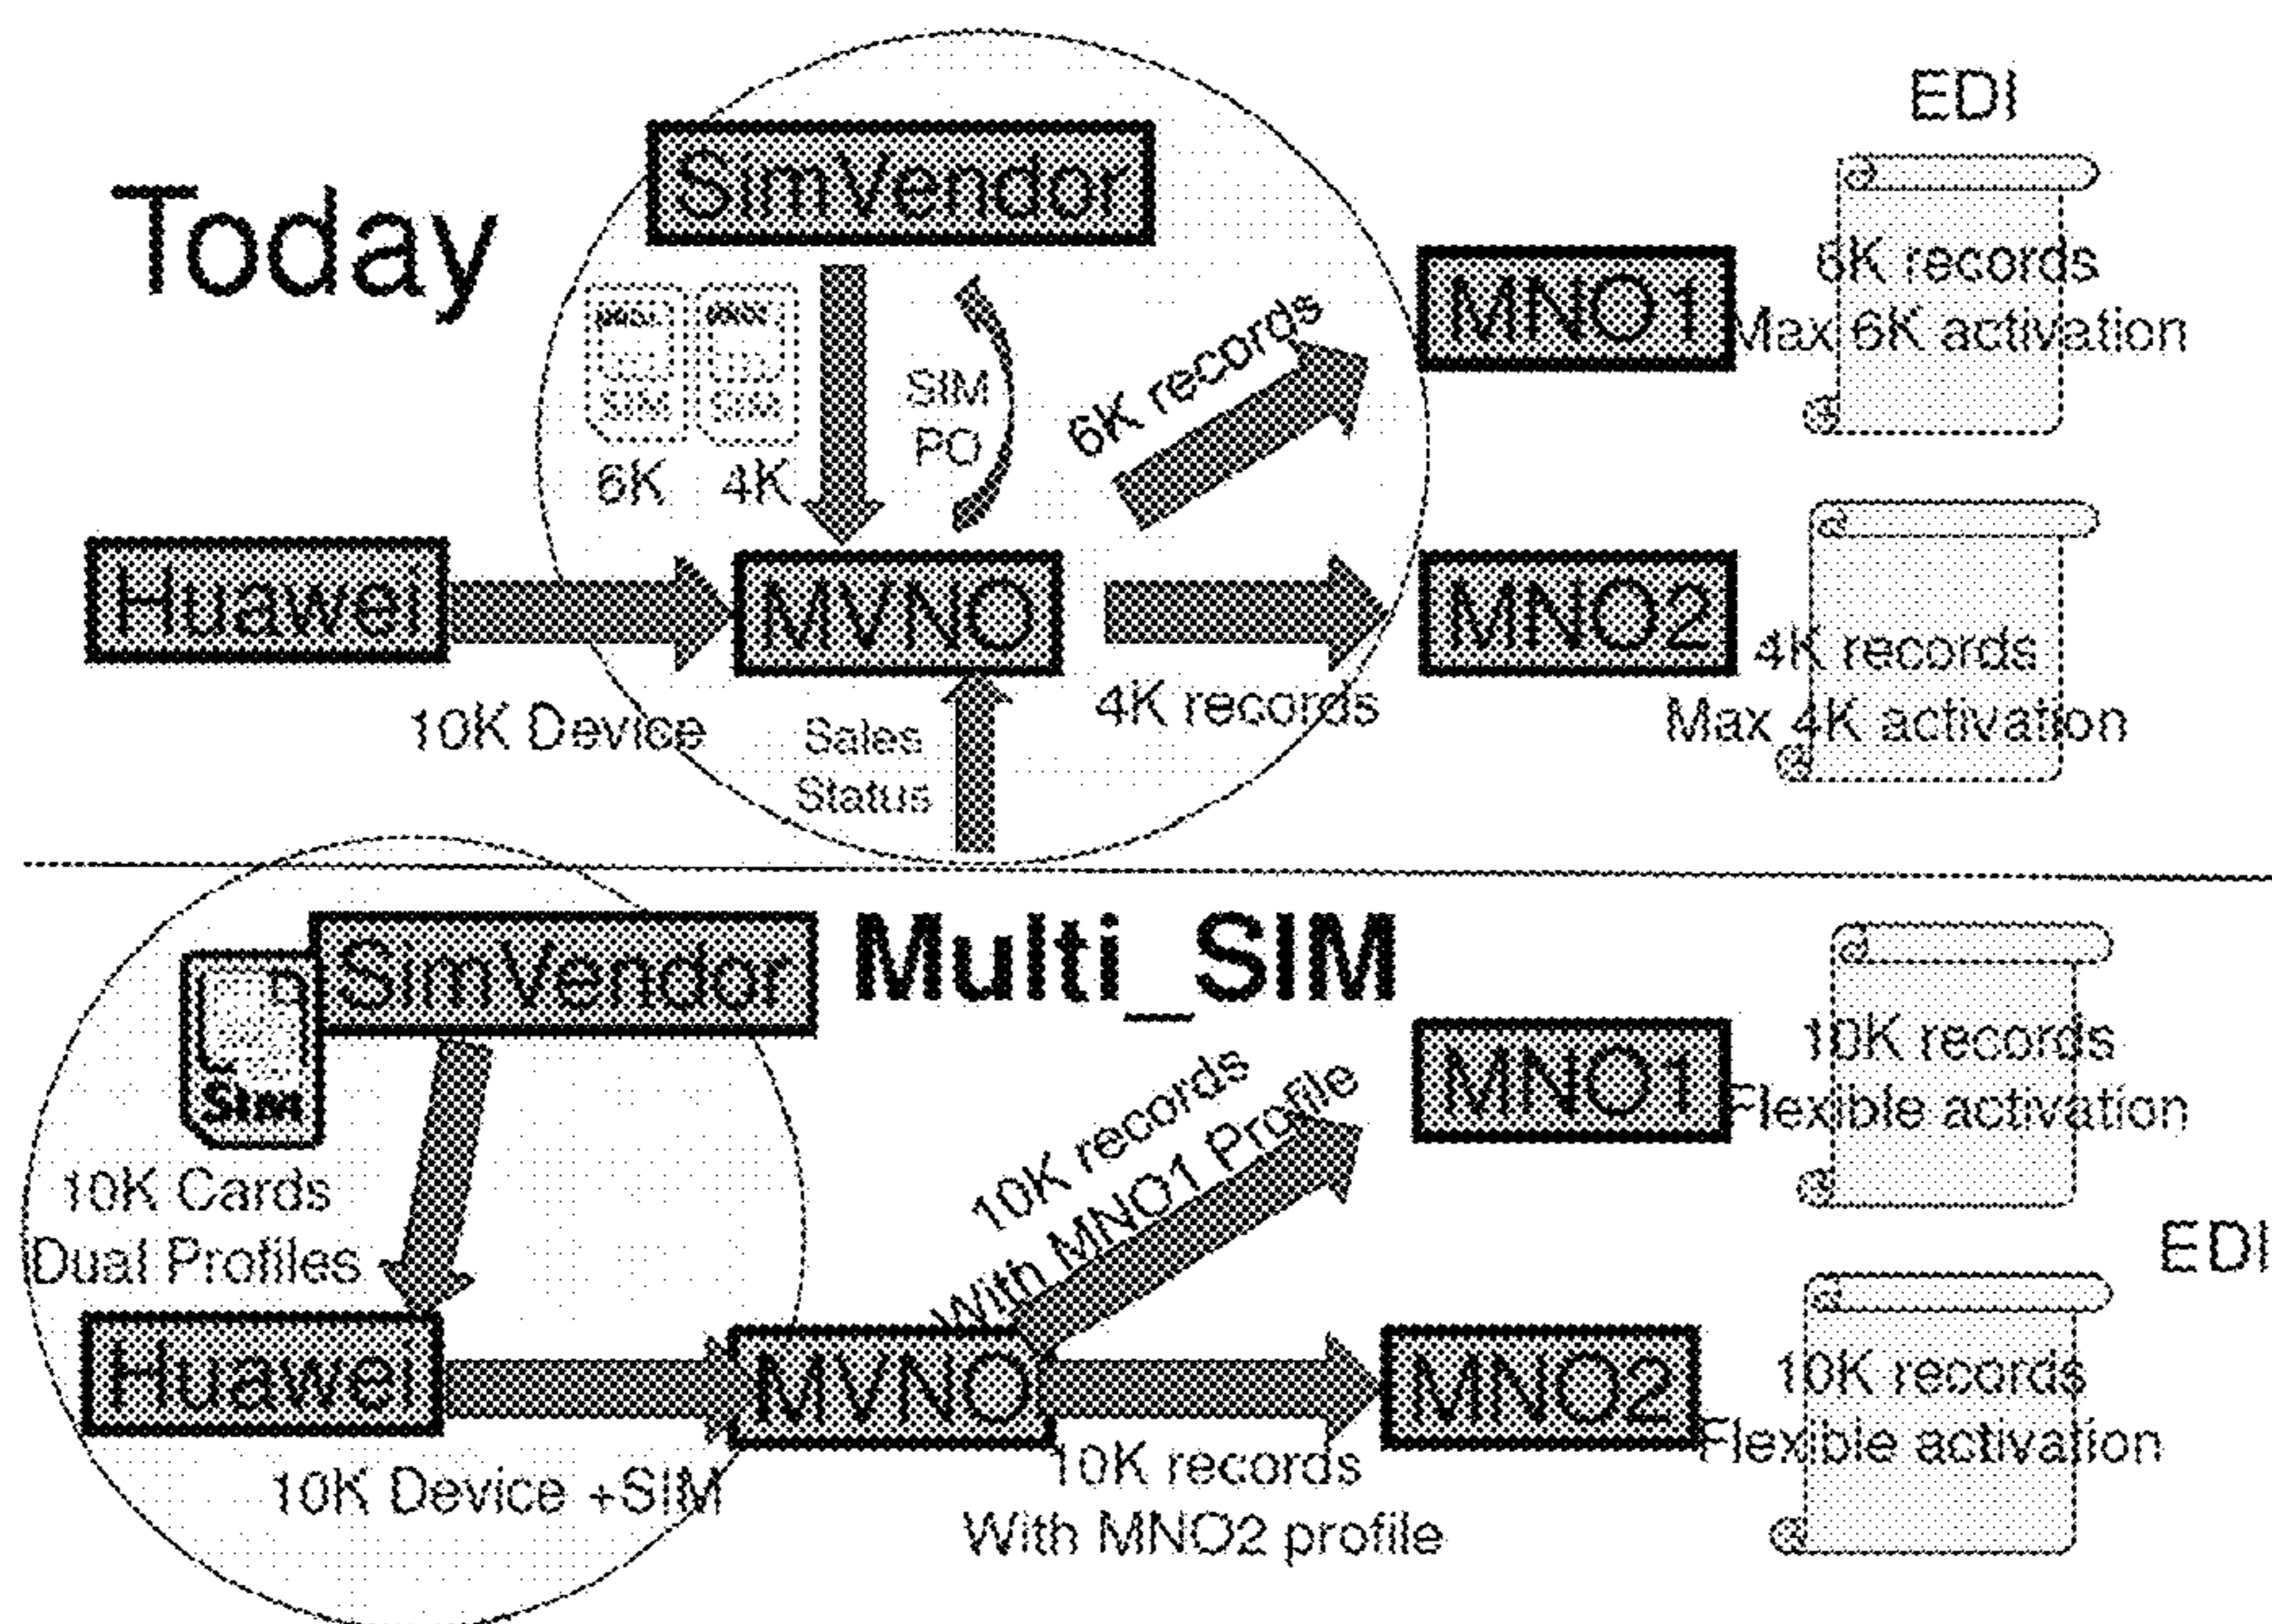 EDI
SimVendor
Today
MNO1
6K records
Max 6K activation
6K records
SIM
PO
SIM
SIM
6K
4K
Huawei
MVNO
MNO2
4K records
Max 4K activation
10K Device
4K records
Sales
Status
SimVendor
Multi_SIM
SIM
MNO1
10K records
Flexible activation
10K records
With MNO1 Profile
10K Cards
Dual Profiles
EDI
Huawei
MVNO
MNO2
10K records
Flexible activation
10K Device +SIM
10K records
With MNO2 profile